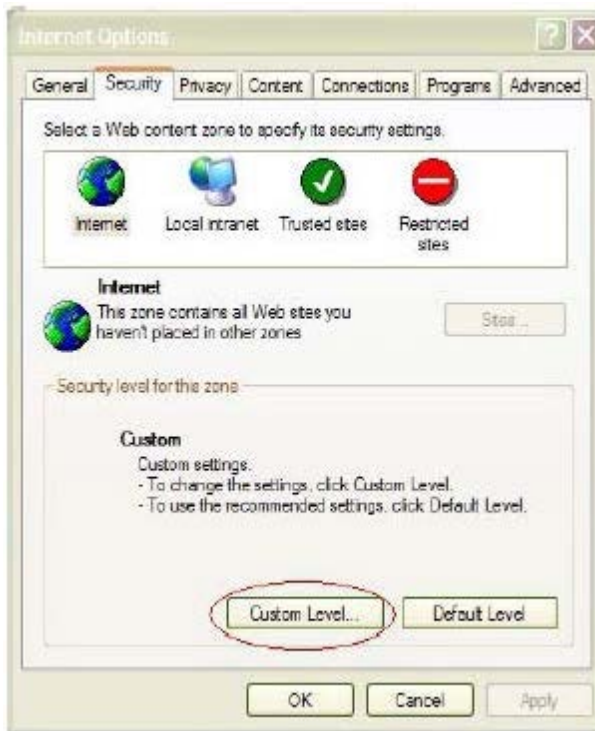 Internet Options
General Security Privacy Content Connections Programs Advanced
Select a Web content zone to specify its security settings.
Internet Local intranet Trusted sites Restricted sites
Internet
This zone contains all Web sites you
haven't placed in other zones
Sites...
Security level for this zone
Custom
Custom settings.
- To change the settings, click Custom Level.
- To use the recommended settings, click Default Level.
Custom Level... Default Level
OK Cancel Apply